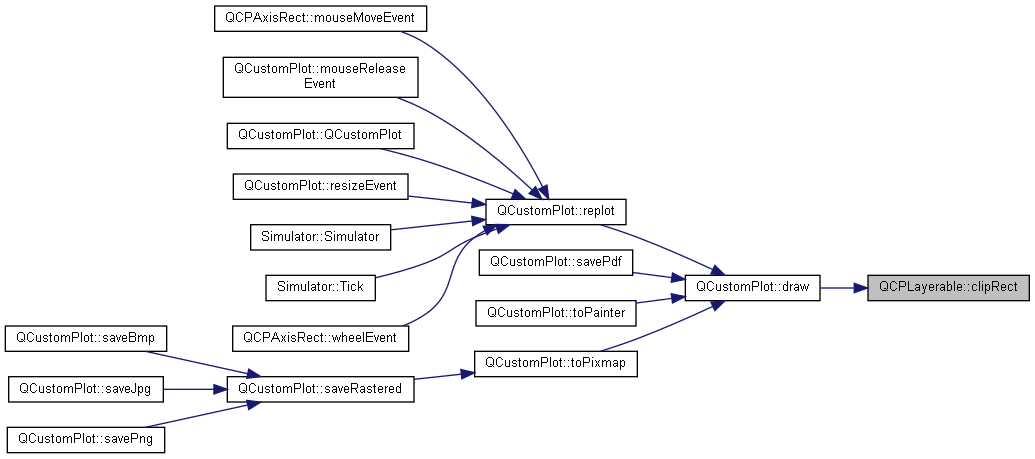 QCPAxisRect::mouseMoveEvent
QCustomPlot::mouseRelease
Event
QCustomPlot::QCustomPlot
QCustomPlot::resizeEvent
QCustomPlot::replot
Simulator::Simulator
QCustomPlot::savePdf
Simulator::Tick
QCustomPlot::draw
QCPLayerable::clipRect
QCustomPlot::toPainter
QCPAxisRect::wheelEvent
QCustomPlot::saveBmp
QCustomPlot::toPixmap
QCustomPlot::saveJpg
QCustomPlot::saveRastered
QCustomPlot::savePng